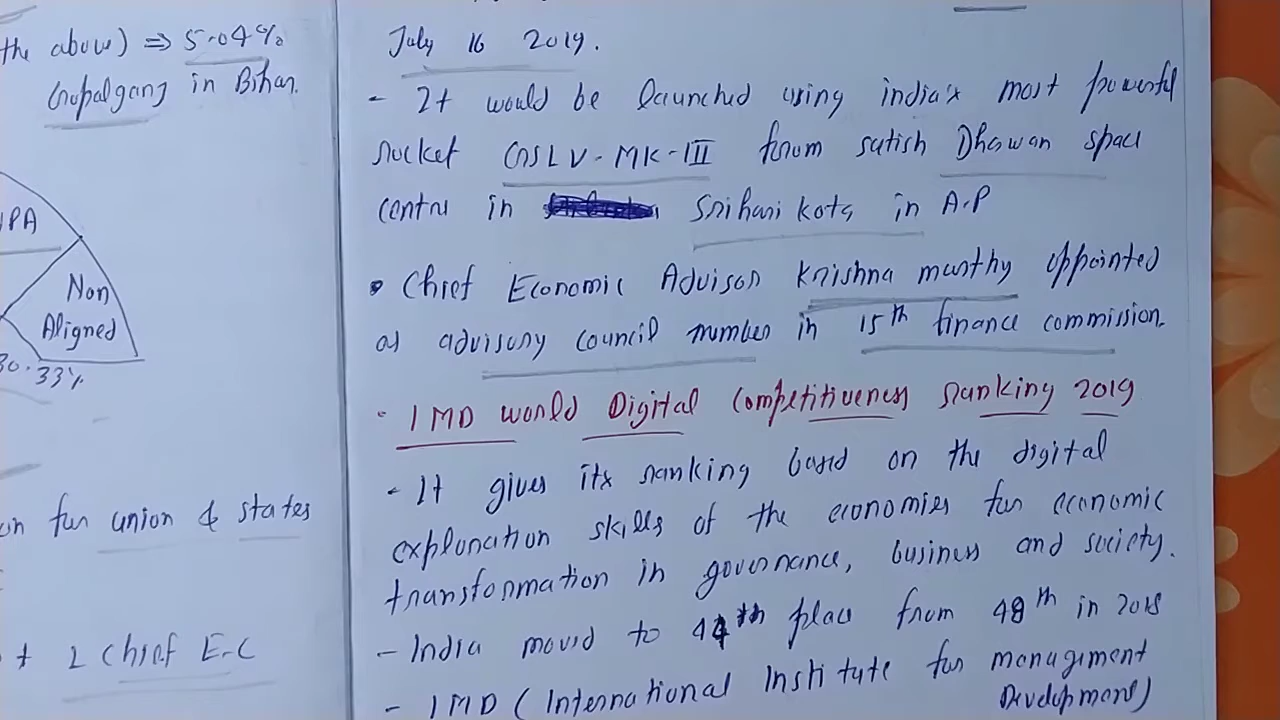 the above) ⇒ 5.04%
Gopalganj in Bihar.
UPA
Non
Aligned
30.33%
on for union & states
+ 2 Chief E.C
July 16 2019.
- It would be launched using india's most powerful
rocket GSLV-MK-III from satish Dhawan space
centre in Srihari kota in A.P
• Chief Economic Advisor Krishna murthy appointed
as advisory council number in 15th finance commission.
• IMD world Digital Competitiveness ranking 2019
- It gives its ranking based on the digital
exploration skills of the economies for economic
transformation in governance, business and society.
- India moved to 44th place from 48th in 2018
- IMD (International Institute for management
Development)